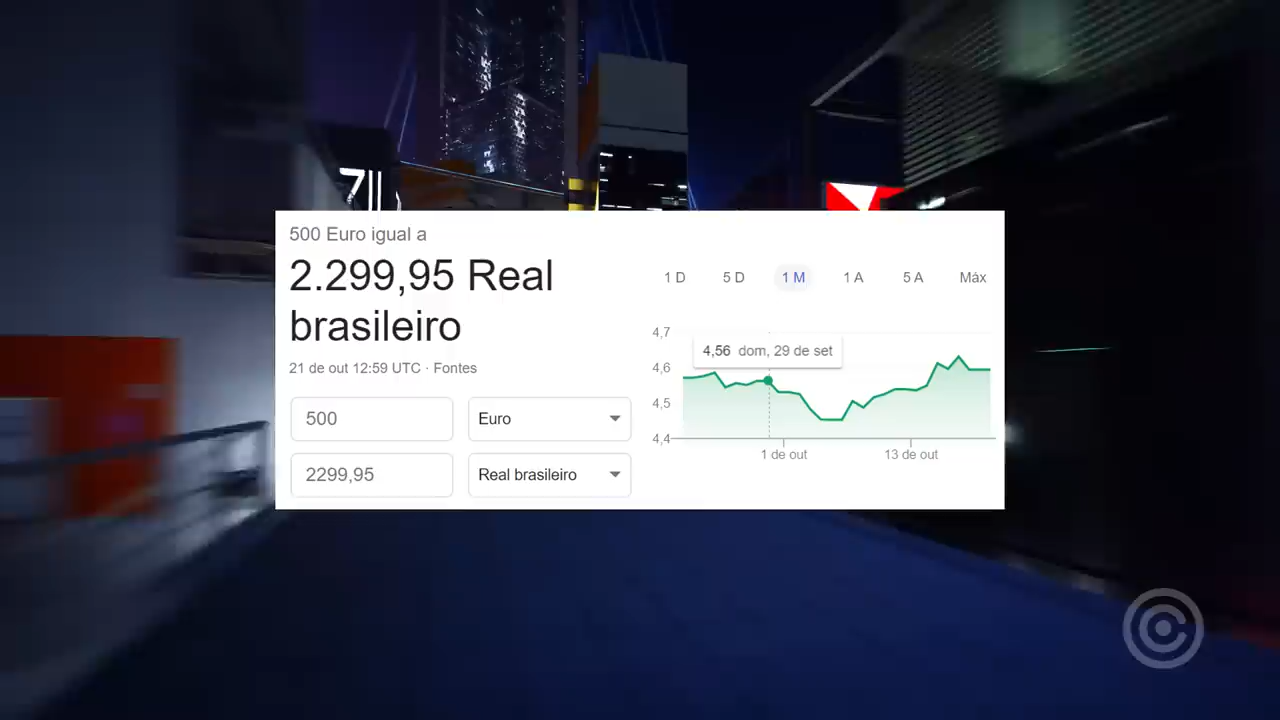 500 Euro igual a
2.299,95 Real
brasileiro
21 de out 12:59 UTC · Fontes
500 Euro
2299,95 Real brasileiro
1 D 5 D 1 M 1 A 5 A Máx
4,7
4,56 dom, 29 de set
4,6
4,5
4,4
1 de out 13 de out